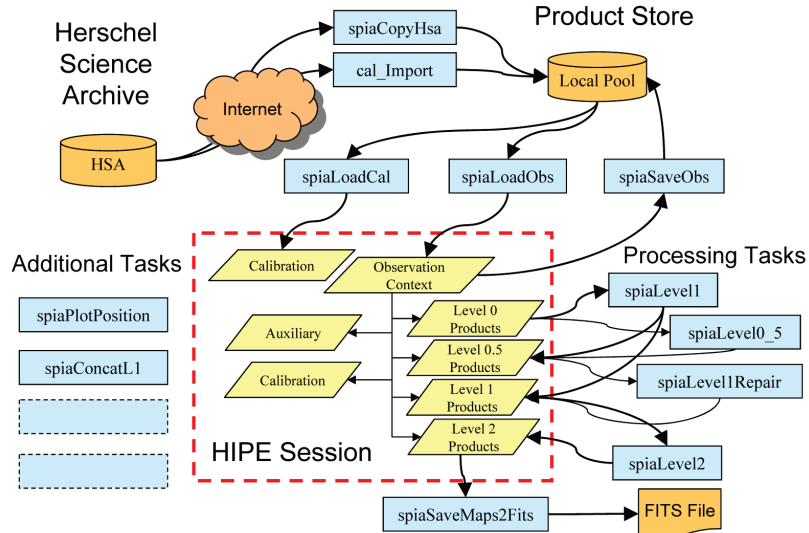 Herschel
Science
Archive
Product Store
spiaCopyHsa
cal_Import
Local Pool
Internet
HSA
spiaLoadCal
spiaLoadObs
spiaSaveObs
Additional Tasks
Processing Tasks
Calibration
Observation
Context
spiaLevel1
spiaPlotPosition
Level 0
Products
Auxiliary
spiaLevel0_5
Level 0.5
Products
spiaConcatL1
Calibration
spiaLevel1Repair
Level 1
Products
Level 2
Products
HIPE Session
spiaLevel2
spiaSaveMaps2Fits
FITS File